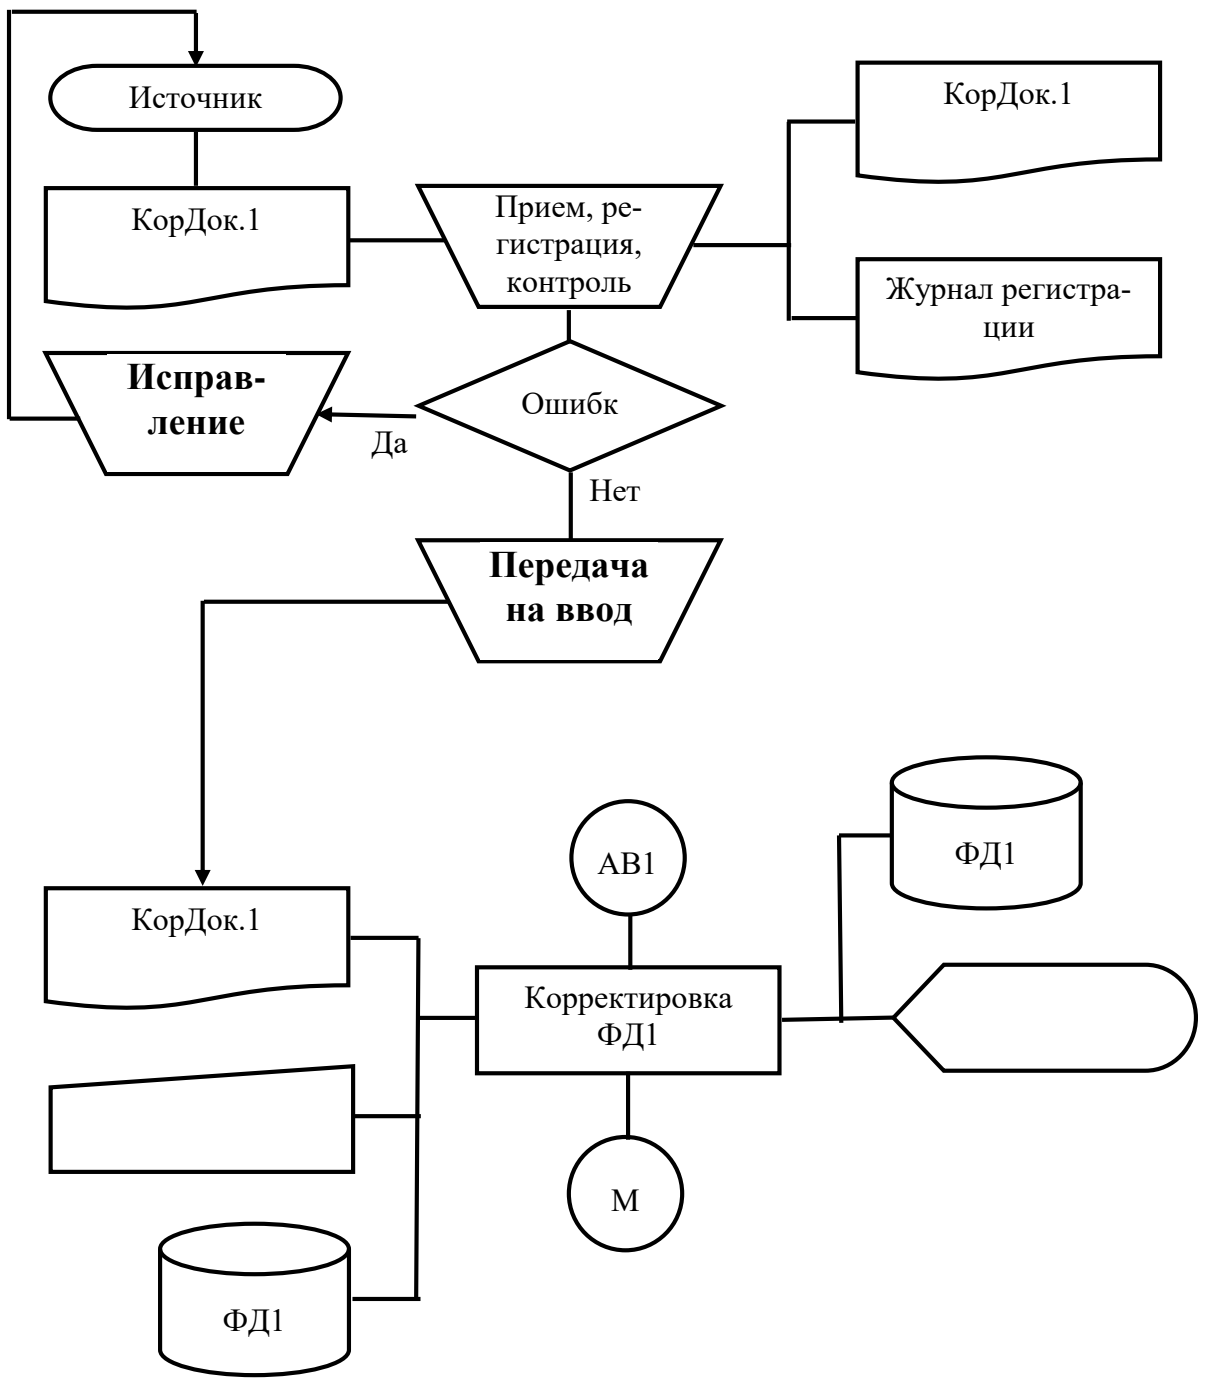 Источник
КорДок.1
КорДок.1
Прием, ре-
гистрация,
контроль
Журнал регистра-
ции
Исправ-
ление
Ошибк
Да
Нет
Передача
на ввод
ФД1
АВ1
КорДок.1
Корректировка
ФД1
М
ФД1